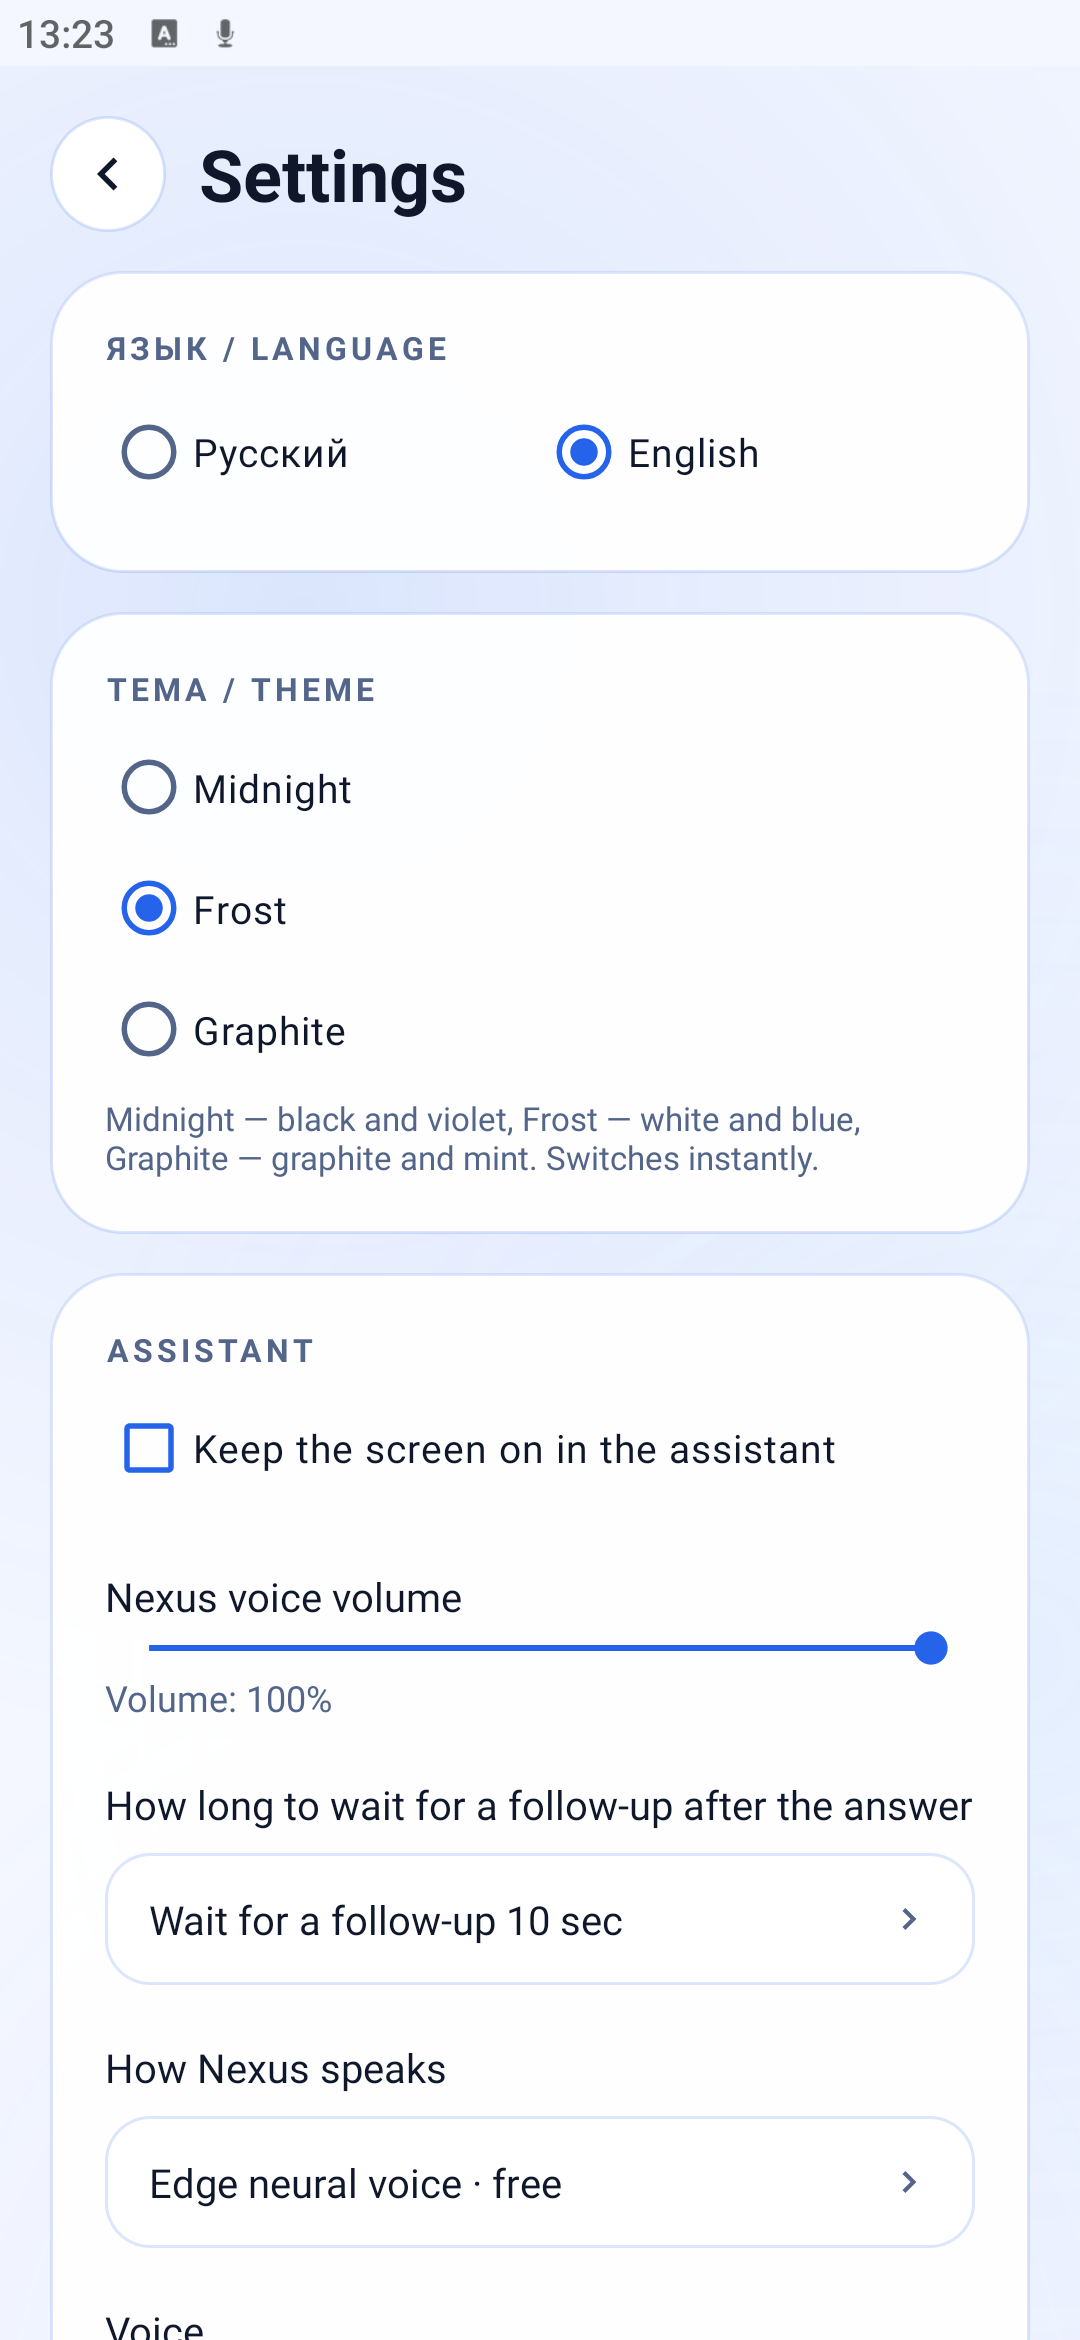 13:23
Settings
ЯЗЫК / LANGUAGE
Русский
English
ТЕМА / THEME
Midnight
Frost
Graphite
Midnight — black and violet, Frost — white and blue,
Graphite — graphite and mint. Switches instantly.
ASSISTANT
Keep the screen on in the assistant
Nexus voice volume
Volume: 100%
How long to wait for a follow-up after the answer
Wait for a follow-up 10 sec
How Nexus speaks
Edge neural voice · free
Voice